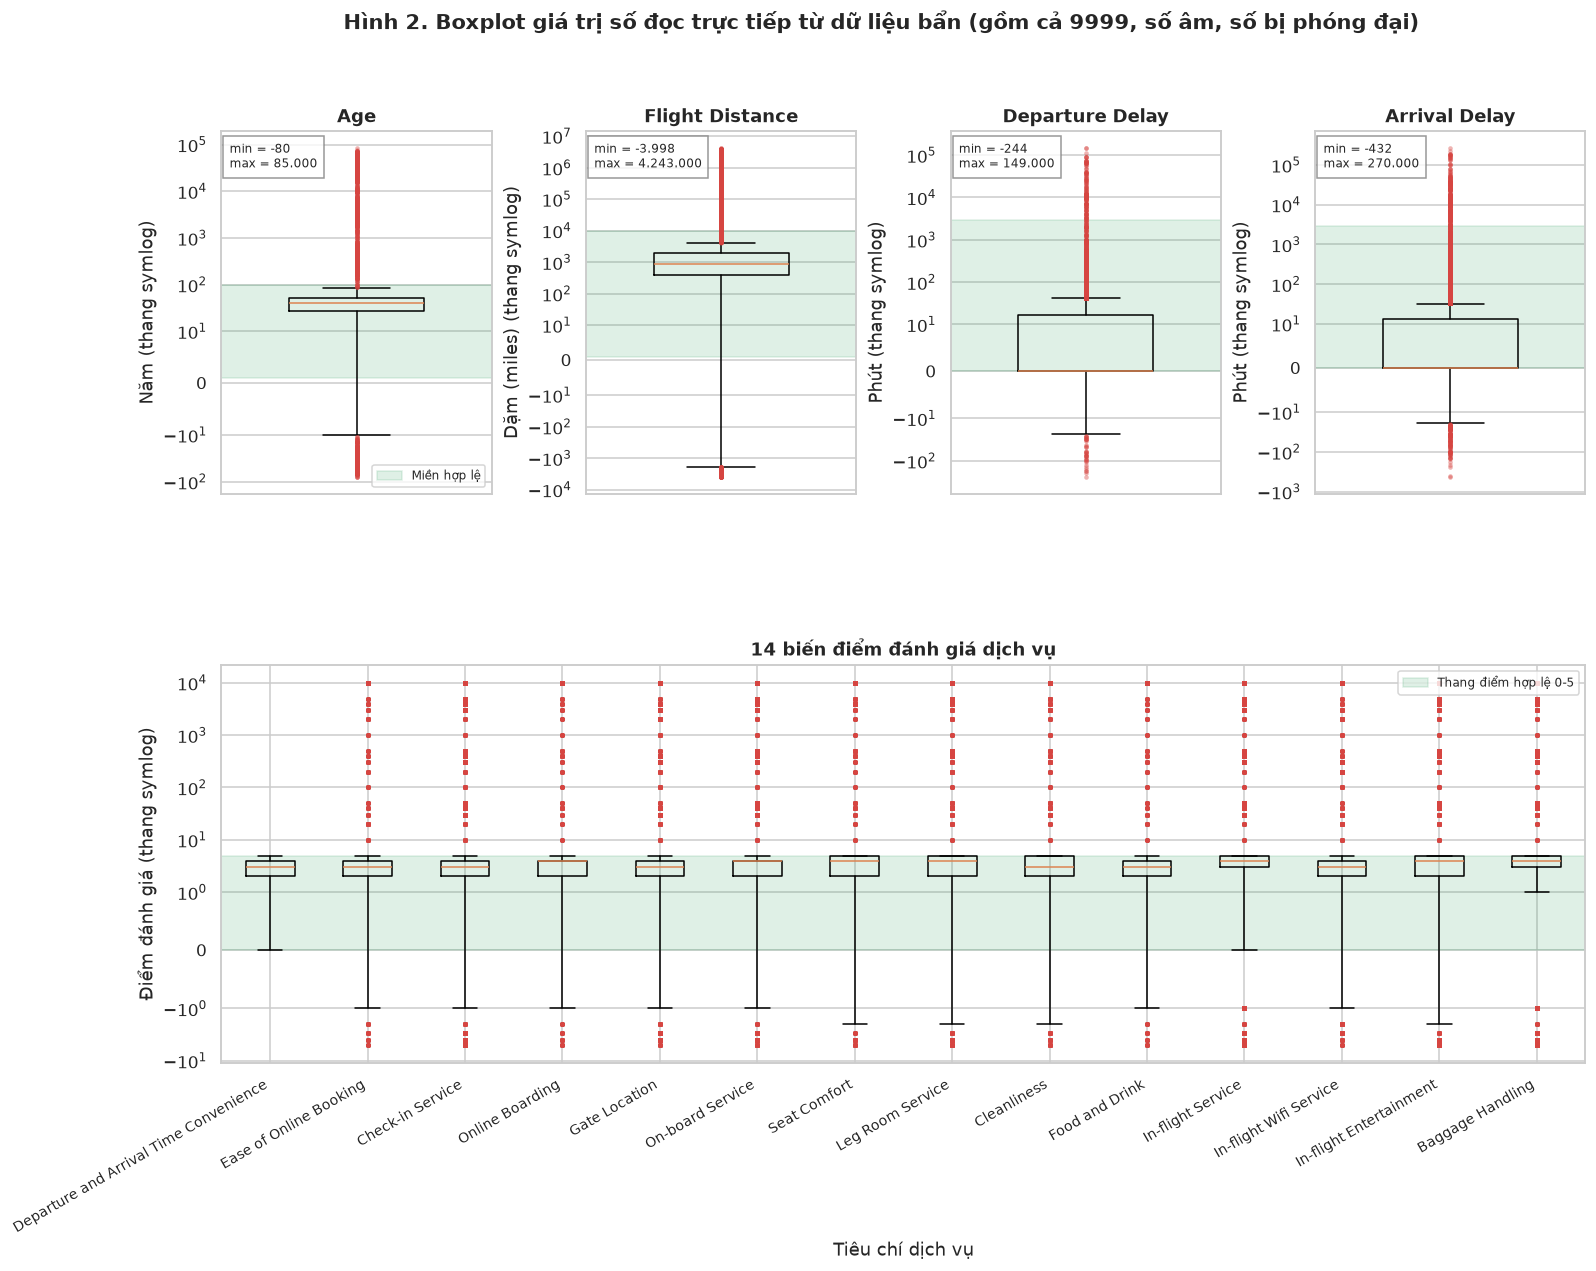 Hình 2. Boxplot giá trị số đọc trực tiếp từ dữ liệu bẩn (gồm cả 9999, số âm, số bị phóng đại)
Age
min = -80
max = 85.000
Năm (thang symlog)
10^5
10^4
10^3
10^2
10^1
0
−10^1
−10^2
Miền hợp lệ
Flight Distance
min = -3.998
max = 4.243.000
Dặm (miles) (thang symlog)
10^7
10^6
10^5
10^4
10^3
10^2
10^1
0
−10^1
−10^2
−10^3
−10^4
Departure Delay
min = -244
max = 149.000
Phút (thang symlog)
10^5
10^4
10^3
10^2
10^1
0
−10^1
−10^2
Arrival Delay
min = -432
max = 270.000
Phút (thang symlog)
10^5
10^4
10^3
10^2
10^1
0
−10^1
−10^2
−10^3
14 biến điểm đánh giá dịch vụ
Thang điểm hợp lệ 0-5
Điểm đánh giá (thang symlog)
10^4
10^3
10^2
10^1
10^0
0
−10^0
−10^1
Departure and Arrival Time Convenience
Ease of Online Booking
Check-in Service
Online Boarding
Gate Location
On-board Service
Seat Comfort
Leg Room Service
Cleanliness
Food and Drink
In-flight Service
In-flight Wifi Service
In-flight Entertainment
Baggage Handling
Tiêu chí dịch vụ